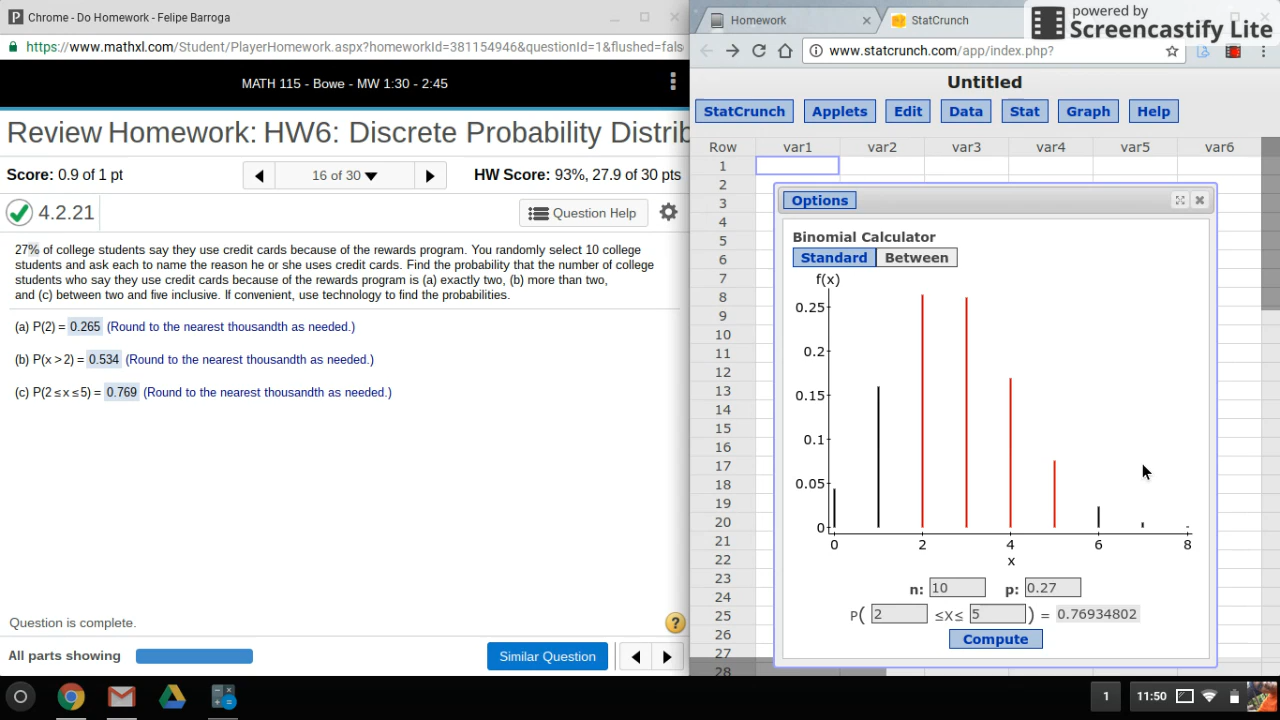 Chrome - Do Homework - Felipe Barroga
https://www.mathxl.com/Student/PlayerHomework.aspx?homeworkId=381154946&questionId=1&flushed=fals
MATH 115 - Bowe - MW 1:30 - 2:45
Review Homework: HW6: Discrete Probability Distrib
Score: 0.9 of 1 pt
16 of 30
HW Score: 93%, 27.9 of 30 pts
4.2.21
Question Help
27% of college students say they use credit cards because of the rewards program. You randomly select 10 college
students and ask each to name the reason he or she uses credit cards. Find the probability that the number of college
students who say they use credit cards because of the rewards program is (a) exactly two, (b) more than two,
and (c) between two and five inclusive. If convenient, use technology to find the probabilities.
(a) P(2) = 0.265 (Round to the nearest thousandth as needed.)
(b) P(x > 2) = 0.534 (Round to the nearest thousandth as needed.)
(c) P(2 ≤ x ≤ 5) = 0.769 (Round to the nearest thousandth as needed.)
Question is complete.
?
All parts showing
Similar Question
Homework
StatCrunch
powered by
Screencastify Lite
www.statcrunch.com/app/index.php?
Untitled
StatCrunch Applets Edit Data Stat Graph Help
Row var1 var2 var3 var4 var5 var6
1
2
3
4
5
6
7
8
9
10
11
12
13
14
15
16
17
18
19
20
21
22
23
24
25
26
27
28
Options
Binomial Calculator
Standard Between
f(x)
0.25
0.2
0.15
0.1
0.05
0
0 2 4 6 8
x
n: 10 p: 0.27
P( 2 ≤X≤ 5 ) = 0.76934802
Compute
1
11:50